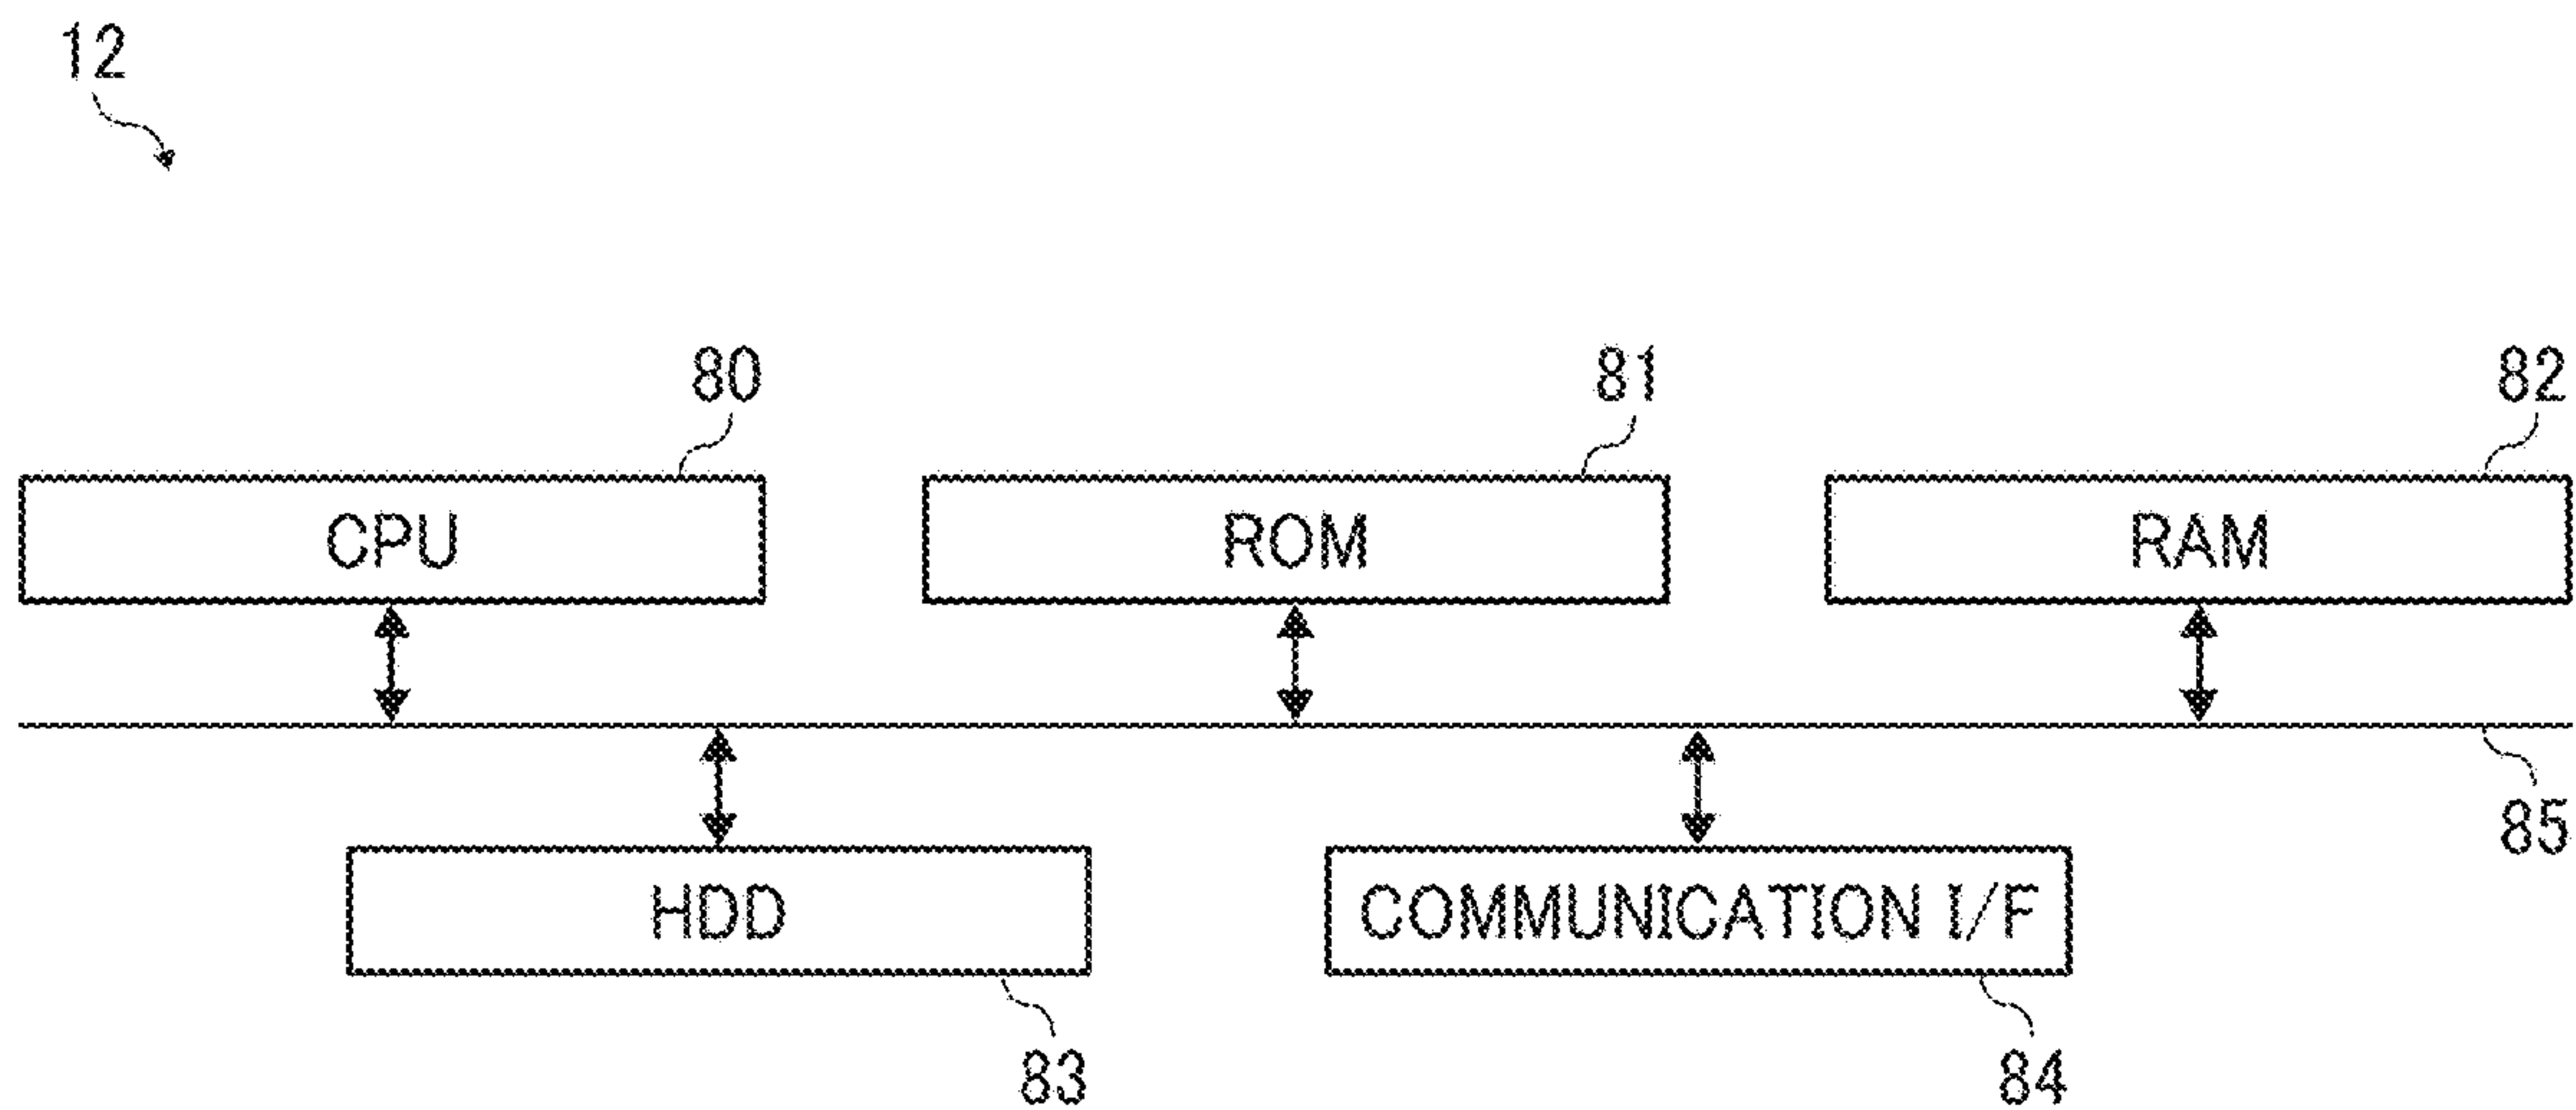 12
80
81
82
CPU
ROM
RAM
85
HDD
COMMUNICATION I/F
83
84